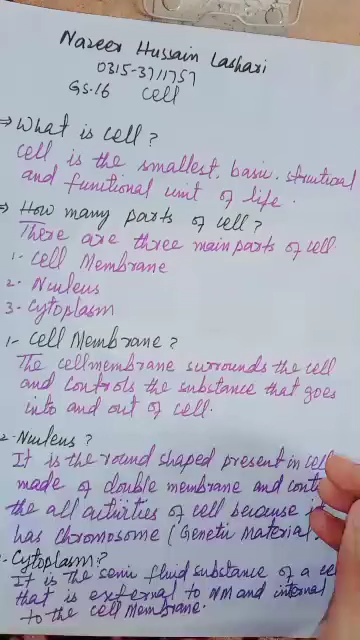 Nazeer Hussain Lashari
0315-3711757
GS-16 Cell
⇒ What is cell?
Cell is the smallest, basic, structional
and functional unit of life.
⇒ How many parts of cell?
There are three main parts of cell.
1- Cell Membrane
2- Nculeus
3- Cytoplasm
1- Cell Membrane?
The cell membrane surrounds the cell
and controls the substance that goes
into and out of cell.
2- Nculeus?
It is the round shaped present in cell
made of double membrane and cont
the all activities of cell because i
has chromosome (Genetic Material)
- Cytoplasm?
It is the semi fluid substance of a ce
that is external to NM and internal
to the cell Membrane.